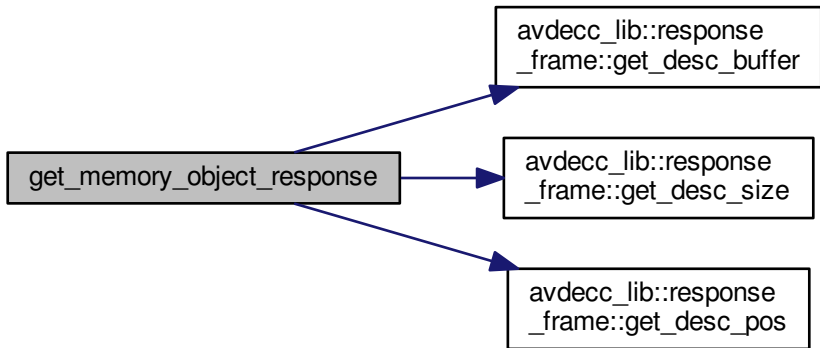 avdecc_lib::response
_frame::get_desc_buffer
get_memory_object_response
avdecc_lib::response
_frame::get_desc_size
avdecc_lib::response
_frame::get_desc_pos